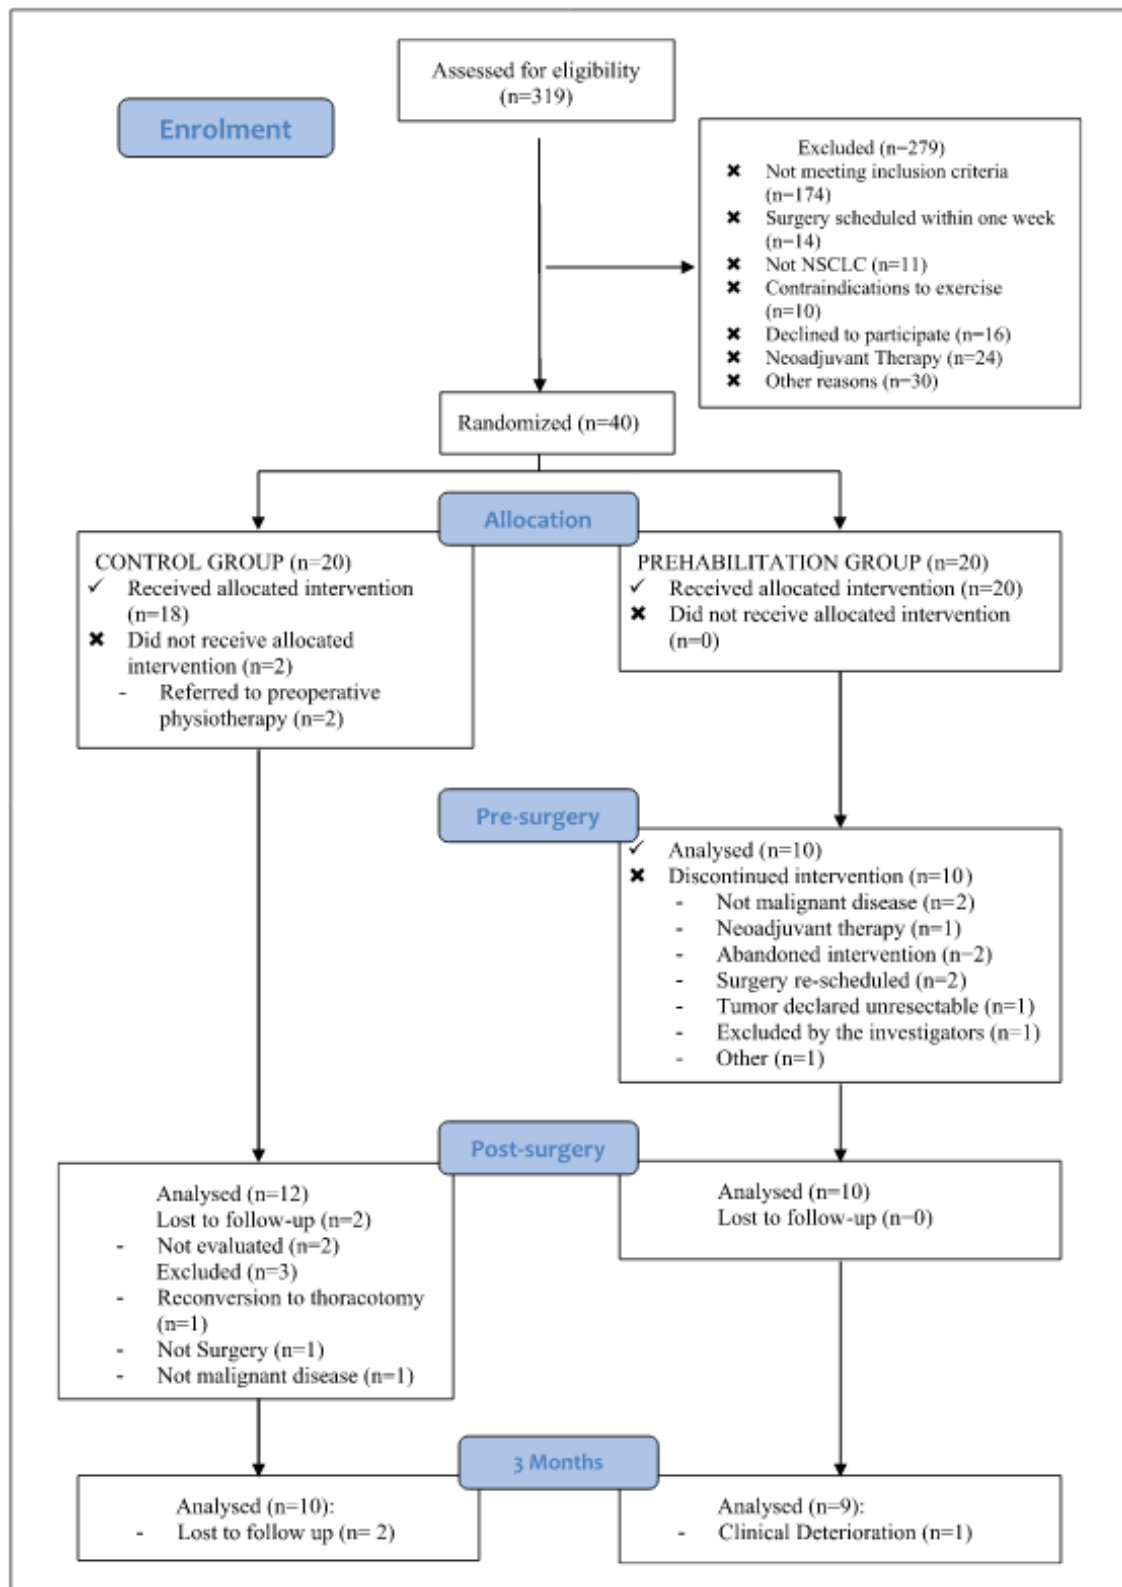 Assessed for eligibility
(n=319)
Enrolment
Excluded (n=279)
✖ Not meeting inclusion criteria
(n=174)
✖ Surgery scheduled within one week
(n=14)
✖ Not NSCLC (n=11)
✖ Contraindications to exercise
(n=10)
✖ Declined to participate (n=16)
✖ Neoadjuvant Therapy (n=24)
✖ Other reasons (n=30)
Randomized (n=40)
Allocation
CONTROL GROUP (n=20)
✓ Received allocated intervention
(n=18)
✖ Did not receive allocated
intervention (n=2)
- Referred to preoperative
physiotherapy (n=2)
PREHABILITATION GROUP (n=20)
✓ Received allocated intervention (n=20)
✖ Did not receive allocated intervention
(n=0)
Pre-surgery
✓ Analysed (n=10)
✖ Discontinued intervention (n=10)
- Not malignant disease (n=2)
- Neoadjuvant therapy (n=1)
- Abandoned intervention (n=2)
- Surgery re-scheduled (n=2)
- Tumor declared unresectable (n=1)
- Excluded by the investigators (n=1)
- Other (n=1)
Post-surgery
Analysed (n=12)
Lost to follow-up (n=2)
- Not evaluated (n=2)
Excluded (n=3)
- Reconversion to thoracotomy
(n=1)
- Not Surgery (n=1)
- Not malignant disease (n=1)
Analysed (n=10)
Lost to follow-up (n=0)
3 Months
Analysed (n=10):
- Lost to follow up (n= 2)
Analysed (n=9):
- Clinical Deterioration (n=1)